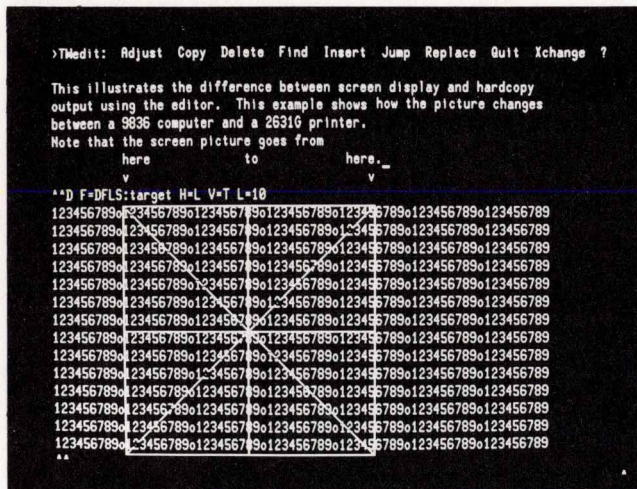 >TMedit: Adjust Copy Delete Find Insert Jump Replace Quit Xchange ?
This illustrates the difference between screen display and hardcopy
output using the editor. This example shows how the picture changes
between a 9836 computer and a 2631G printer.
Note that the screen picture goes from
here to here._
v v
^^D F=DFLS:target H=L V=T L=10
123456789o123456789o123456789o123456789o123456789o123456789o123456789
123456789o123456789o123456789o123456789o123456789o123456789o123456789
123456789o123456789o123456789o123456789o123456789o123456789o123456789
123456789o123456789o123456789o123456789o123456789o123456789o123456789
123456789o123456789o123456789o123456789o123456789o123456789o123456789
123456789o123456789o123456789o123456789o123456789o123456789o123456789
123456789o123456789o123456789o123456789o123456789o123456789o123456789
123456789o123456789o123456789o123456789o123456789o123456789o123456789
123456789o123456789o123456789o123456789o123456789o123456789o123456789
123456789o123456789o123456789o123456789o123456789o123456789o123456789
123456789o123456789o123456789o123456789o123456789o123456789o123456789
123456789o123456789o123456789o123456789o123456789o123456789o123456789
123456789o123456789o123456789o123456789o123456789o123456789o123456789
123456789o123456789o123456789o123456789o123456789o123456789o123456789
^^
^